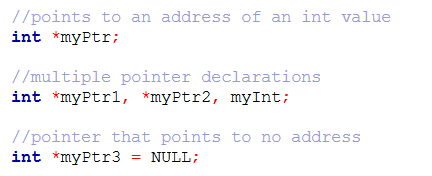 //points to an address of an int value
int *myPtr;
//multiple pointer declarations
int *myPtr1, *myPtr2, myInt;
//pointer that points to no address
int *myPtr3 = NULL;